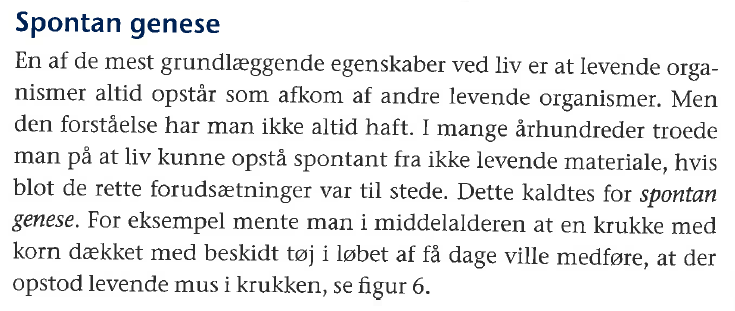 Spontan genese
En af de mest grundlæggende egenskaber ved liv er at levende orga-
nismer altid opstår som afkom af andre levende organismer. Men
den forståelse har man ikke altid haft. I mange århundreder troede
man på at liv kunne opstå spontant fra ikke levende materiale, hvis
blot de rette forudsætninger var til stede. Dette kaldtes for spontan
genese. For eksempel mente man i middelalderen at en krukke med
korn dækket med beskidt tøj i løbet af få dage ville medføre, at der
opstod levende mus i krukken, se figur 6.